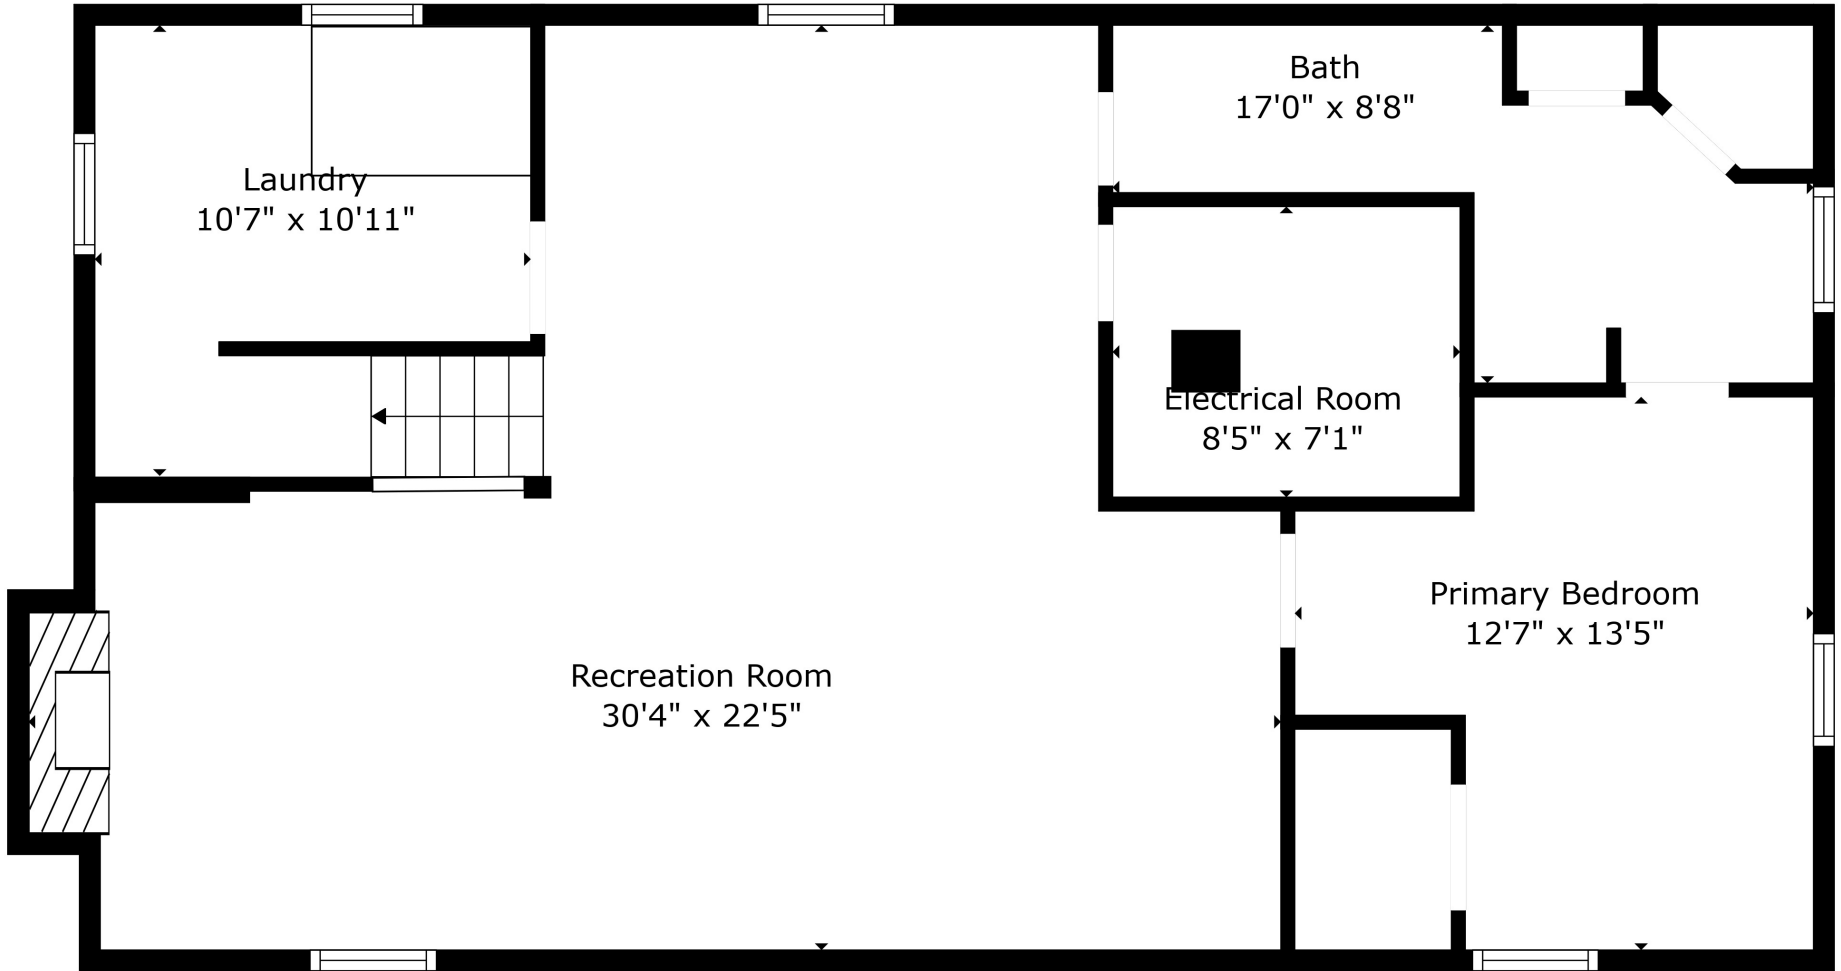 Bath
17'0" x 8'8"
Laundry
10'7" x 10'11"
Electrical Room
8'5" x 7'1"
Primary Bedroom
12'7" x 13'5"
Recreation Room
30'4" x 22'5"